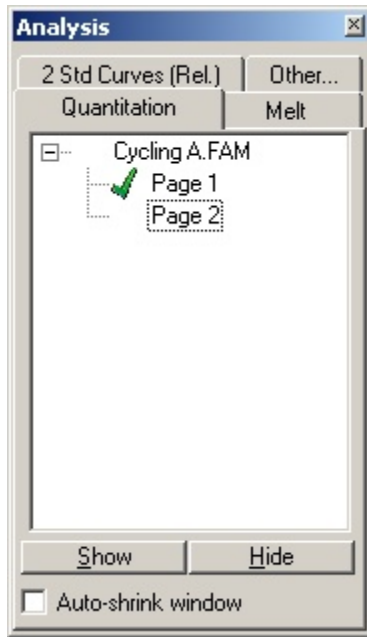 Analysis
2 Std Curves (Rel.) Other...
Quantitation Melt
Cycling A.FAM
Page 1
Page 2
Show Hide
Auto-shrink window